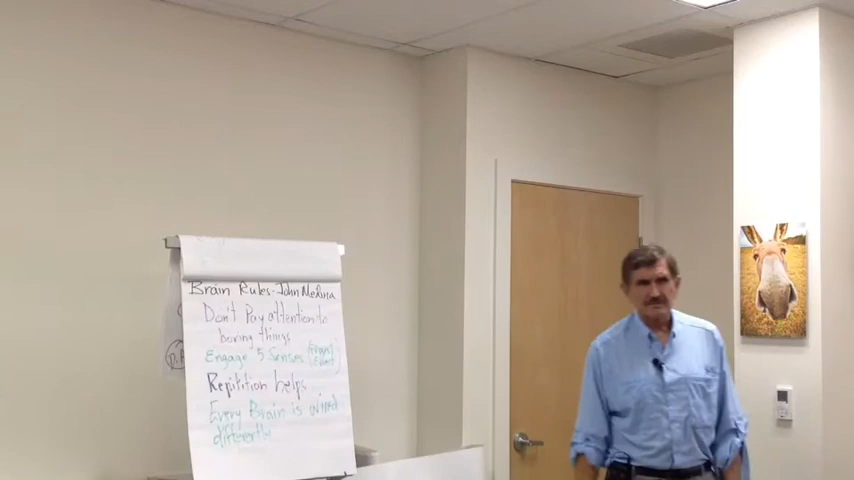 Brain Rules - John Medina
Don't Pay attention to
boring things
Engage 5 Senses
Repitition helps
Every Brain is wired
differently